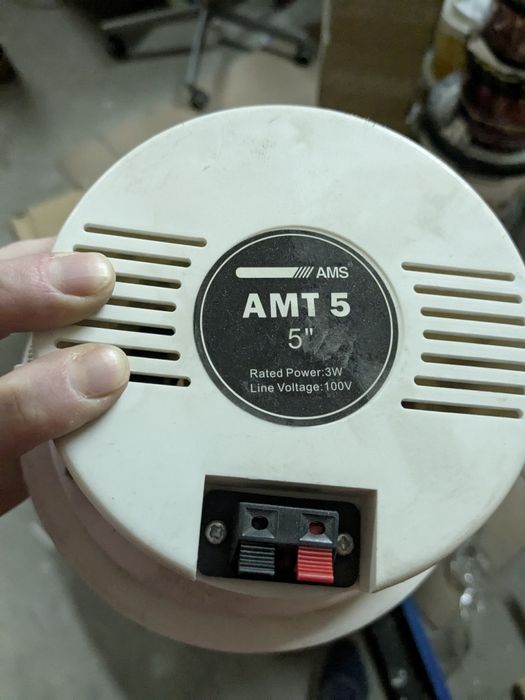 AMS
AMT 5
5"
Rated Power:3W
Line Voltage:100V